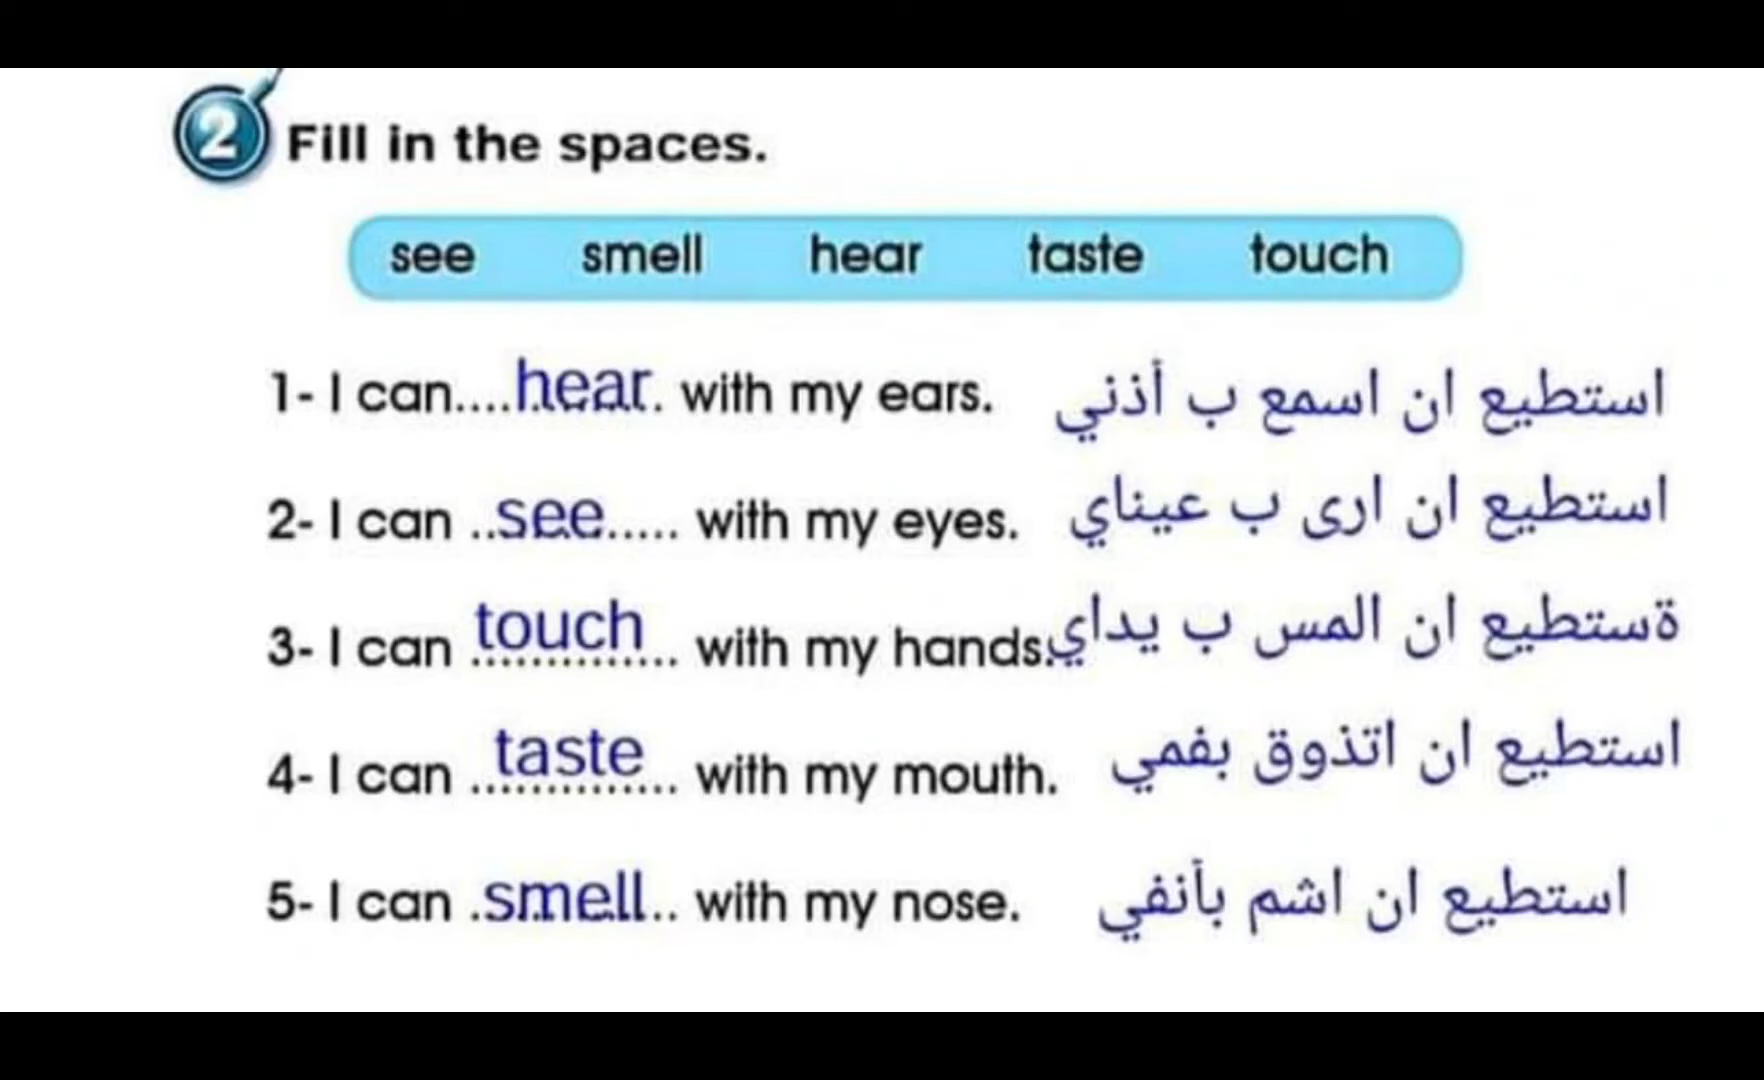 2 Fill in the spaces.
see smell hear taste touch
1- I can....hear. with my ears. استطيع ان اسمع ب أذني
2- I can ..see..... with my eyes. استطيع ان ارى ب عيناي
3- I can touch.............. with my hands. ةستطيع ان المس ب يداي
4- I can taste.............. with my mouth. استطيع ان اتذوق بفمي
5- I can .smell.. with my nose. استطيع ان اشم بأنفي